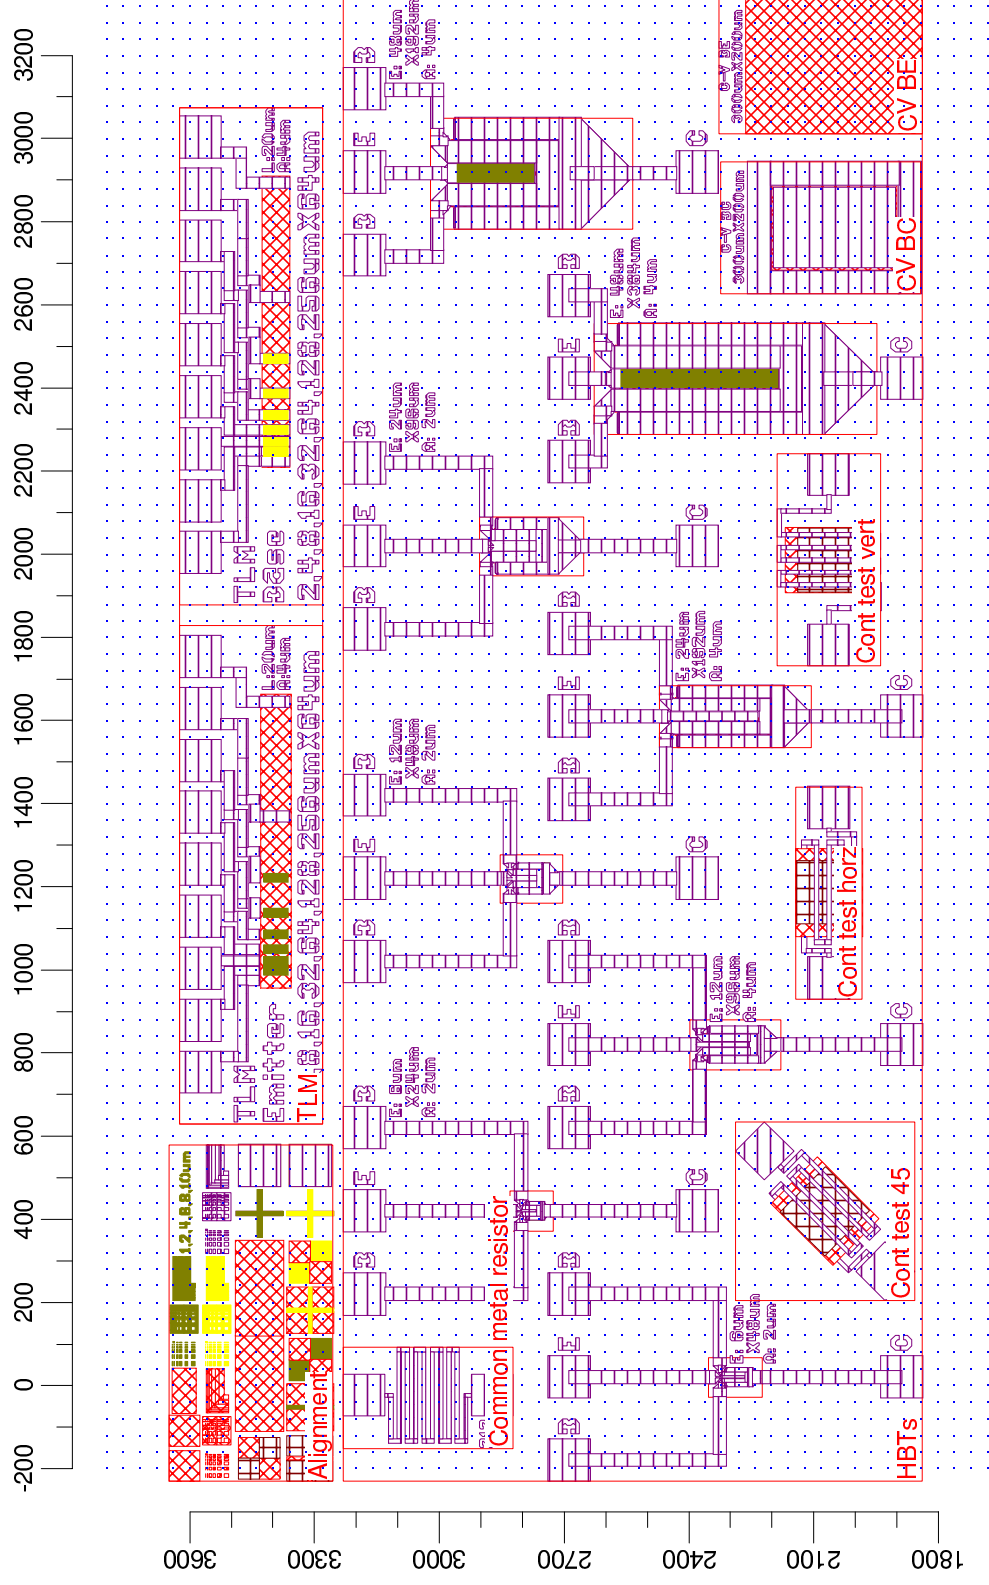 3200
3000
2800
2600
2400
2200
2000
1800
1600
1400
1200
1000
800
600
400
200
0
-200
3600
3300
3000
2700
2400
2100
1800
TLM
Base
2,4,8,16,32,64,128,256umX64um
L:20um
A:4um
TLM
Emitter
TLM
8,16,32,64,128,256umX64um
L:20um
A:4um
1,2,4,6,8,10um
Alignment
B
E
B
E: 48um
X192um
A: 4um
C
B
E
B
E: 24um
X96um
A: 2um
C
B
E
B
E: 12um
X48um
A: 2um
C
B
E
B
E: 6um
X24um
A: 2um
C
Common metal resistor
B
E
B
E: 48um
X384um
A: 4um
C
B
E
B
E: 24um
X192um
A: 4um
C
B
E
B
E: 12um
X96um
A: 4um
C
B
E
B
E: 6um
X48um
A: 2um
C
C-V BE
300umX200um
CV BE
C-V BC
300umX200um
CV BC
Cont test vert
Cont test horz
Cont test 45
HBTs